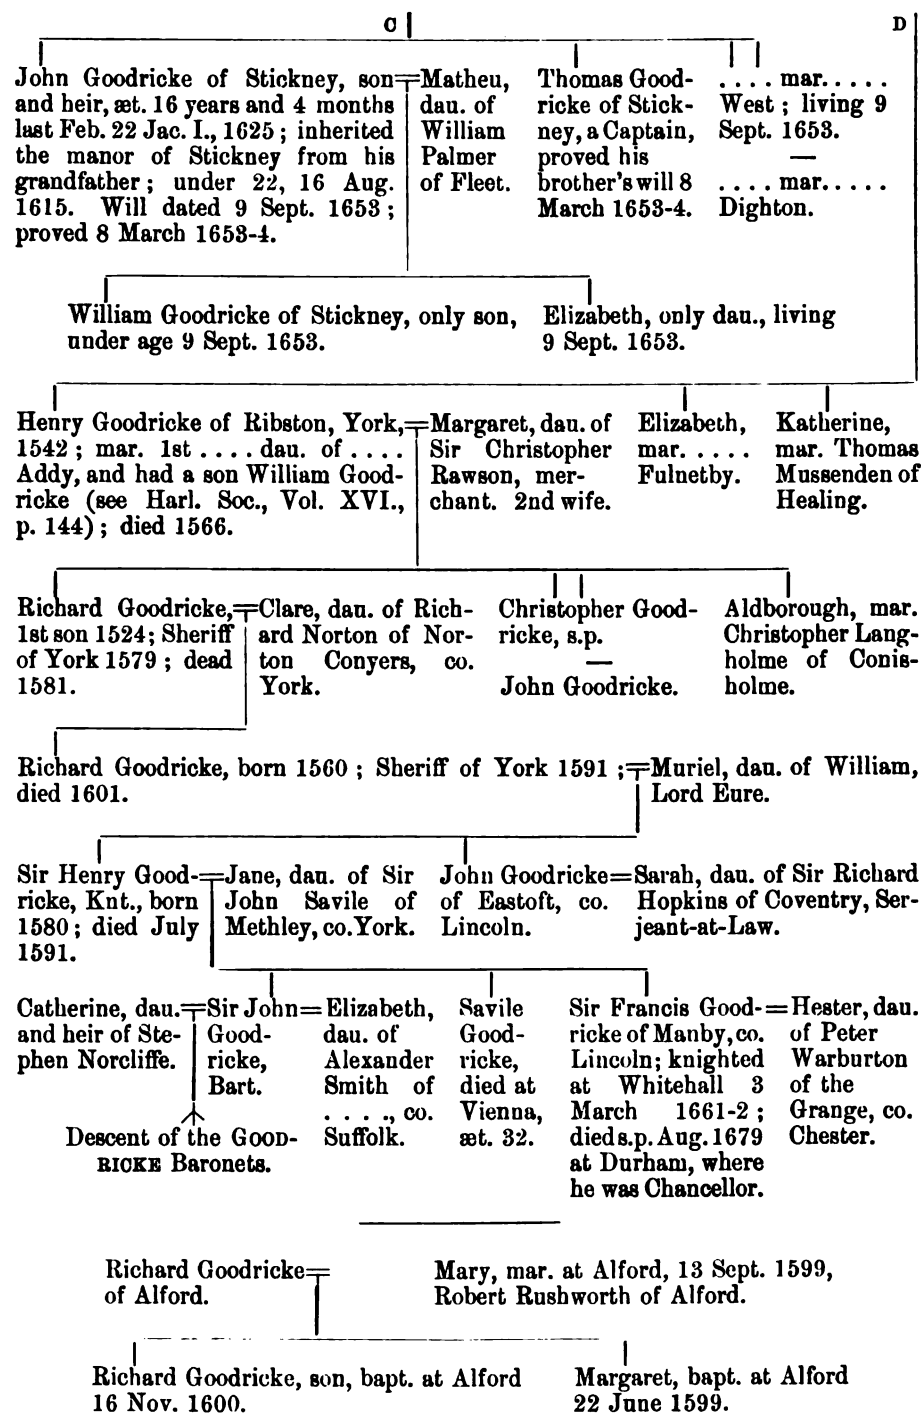 C
D
John Goodricke of Stickney, son
and heir, æt. 16 years and 4 months
last Feb. 22 Jac. I., 1625; inherited
the manor of Stickney from his
grandfather; under 22, 16 Aug.
1615. Will dated 9 Sept. 1653;
proved 8 March 1653-4.
Matheu,
dau. of
William
Palmer
of Fleet.
Thomas Good-
ricke of Stick-
ney, a Captain,
proved his
brother's will 8
March 1653-4.
.... mar.....
West; living 9
Sept. 1653.
—
.... mar.....
Dighton.
William Goodricke of Stickney, only son,
under age 9 Sept. 1653.
Elizabeth, only dau., living
9 Sept. 1653.
Henry Goodricke of Ribston, York,
1542; mar. 1st .... dau. of ....
Addy, and had a son William Good-
ricke (see Harl. Soc., Vol. XVI.,
p. 144); died 1566.
Margaret, dau. of
Sir Christopher
Rawson, mer-
chant. 2nd wife.
Elizabeth,
mar.....
Fulnetby.
Katherine,
mar. Thomas
Mussenden of
Healing.
Richard Goodricke,
1st son 1524; Sheriff
of York 1579; dead
1581.
Clare, dau. of Rich-
ard Norton of Nor-
ton Conyers, co.
York.
Christopher Good-
ricke, s.p.
—
John Goodricke.
Aldborough, mar.
Christopher Lang-
holme of Conis-
holme.
Richard Goodricke, born 1560; Sheriff of York 1591;
died 1601.
Muriel, dau. of William,
Lord Eure.
Sir Henry Good-
ricke, Knt., born
1580; died July
1591.
Jane, dau. of Sir
John Savile of
Methley, co. York.
John Goodricke=
of Eastoft, co.
Lincoln.
Sarah, dau. of Sir Richard
Hopkins of Coventry, Ser-
jeant-at-Law.
Catherine, dau.
and heir of Ste-
phen Norcliffe.
Sir John=
Good-
ricke,
Bart.
Elizabeth,
dau. of
Alexander
Smith of
...., co.
Suffolk.
Savile
Good-
ricke,
died at
Vienna,
æt. 32.
Sir Francis Good-=
ricke of Manby, co.
Lincoln; knighted
at Whitehall 3
March 1661-2;
died s.p. Aug. 1679
at Durham, where
he was Chancellor.
Hester, dau.
of Peter
Warburton
of the
Grange, co.
Chester.
Descent of the GOOD-
RICKE Baronets.
Richard Goodricke
of Alford.
Mary, mar. at Alford, 13 Sept. 1599,
Robert Rushworth of Alford.
Richard Goodricke, son, bapt. at Alford
16 Nov. 1600.
Margaret, bapt. at Alford
22 June 1599.